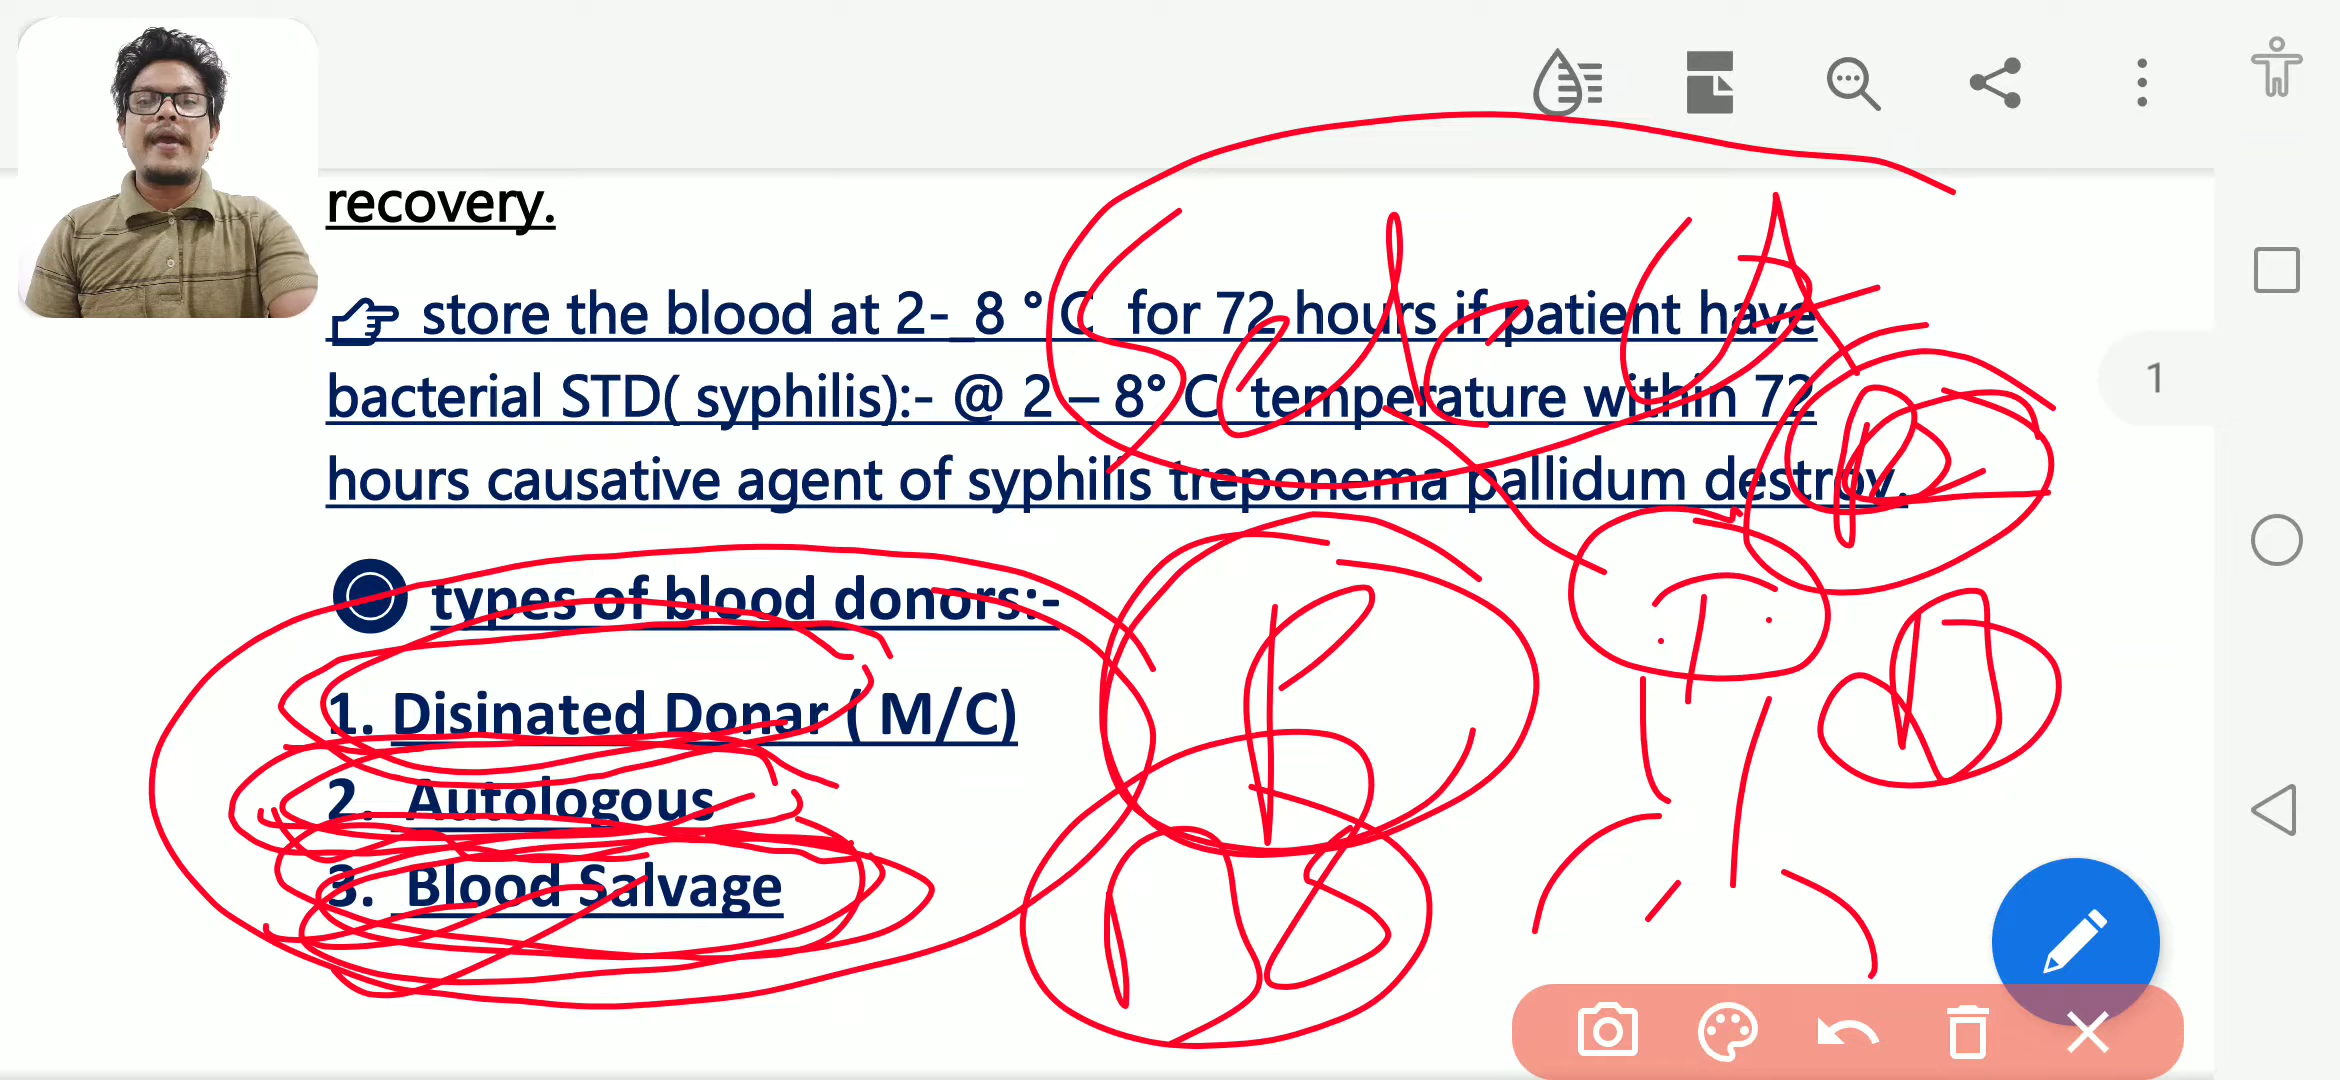 recovery.
store the blood at 2-_8 ° C for 72 hours if patient have
bacterial STD( syphilis):- @ 2 – 8° C temperature within 72
hours causative agent of syphilis treponema pallidum destroy.
types of blood donors:-
1. Disinated Donar ( M/C)
2. Autologous
3. Blood Salvage
1